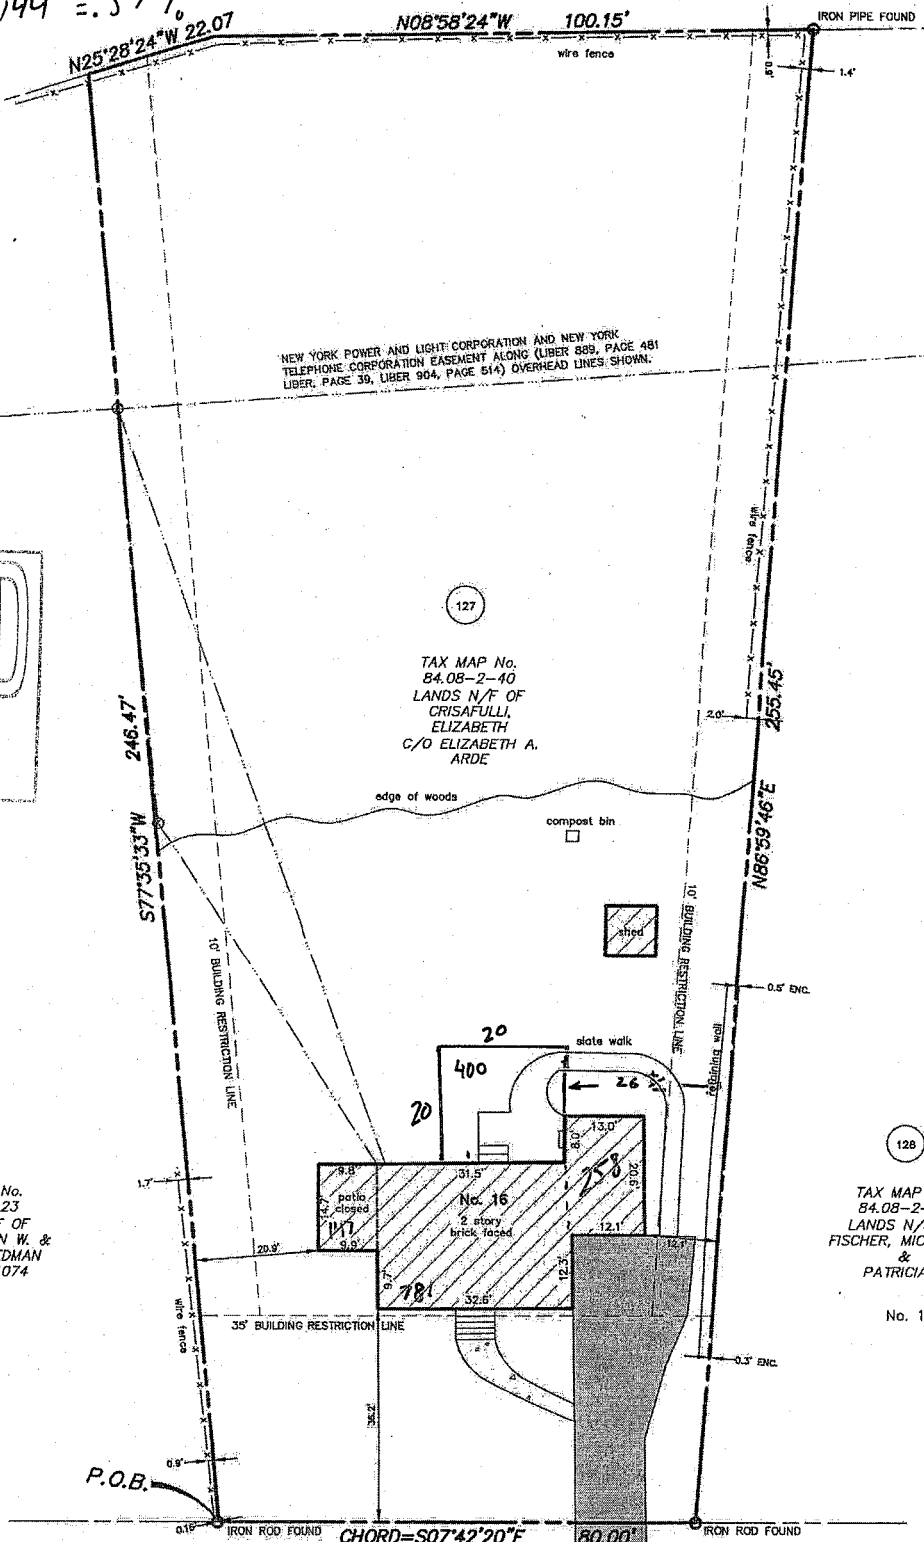 N25°28'24"W 22.07
N08°58'24"W 100.15'
IRON PIPE FOUND
wire fence
0.9'
1.4'
NEW YORK POWER AND LIGHT CORPORATION AND NEW YORK
TELEPHONE CORPORATION EASEMENT ALONG (LIBER 889, PAGE 481
LIBER, PAGE 39, LIBER 904, PAGE 514) OVERHEAD LINES SHOWN.
wire fence
127
TAX MAP No.
84.08-2-40
LANDS N/F OF
CRISAFULLI,
ELIZABETH
C/O ELIZABETH A.
ARDE
246.47'
S77°35'33"W
2.0'
255.45'
N86°59'46"E
edge of woods
compost bin
shed
10' BUILDING RESTRICTION LINE
10' BUILDING RESTRICTION LINE
0.5' ENC.
retaining wall
20
slate walk
400
26
20
13.0'
8.0'
258
20.6'
128
9.8'
31.5'
1.7'
14.7'
patio
closed
117
9.9'
No. 16
2 story
brick faced
12.1'
12.1'
20.9'
9.7'
781
12.3'
32.6'
No.
23
F OF
N W. &
DMAN
1074
TAX MAP
84.08-2-
LANDS N/
FISCHER, MIC
&
PATRICIA
No. 1
wire fence
35' BUILDING RESTRICTION LINE
0.3' ENC.
36.2'
0.9'
P.O.B.
IRON ROD FOUND
CHORD=S07°42'20"E 80.00'
IRON ROD FOUND